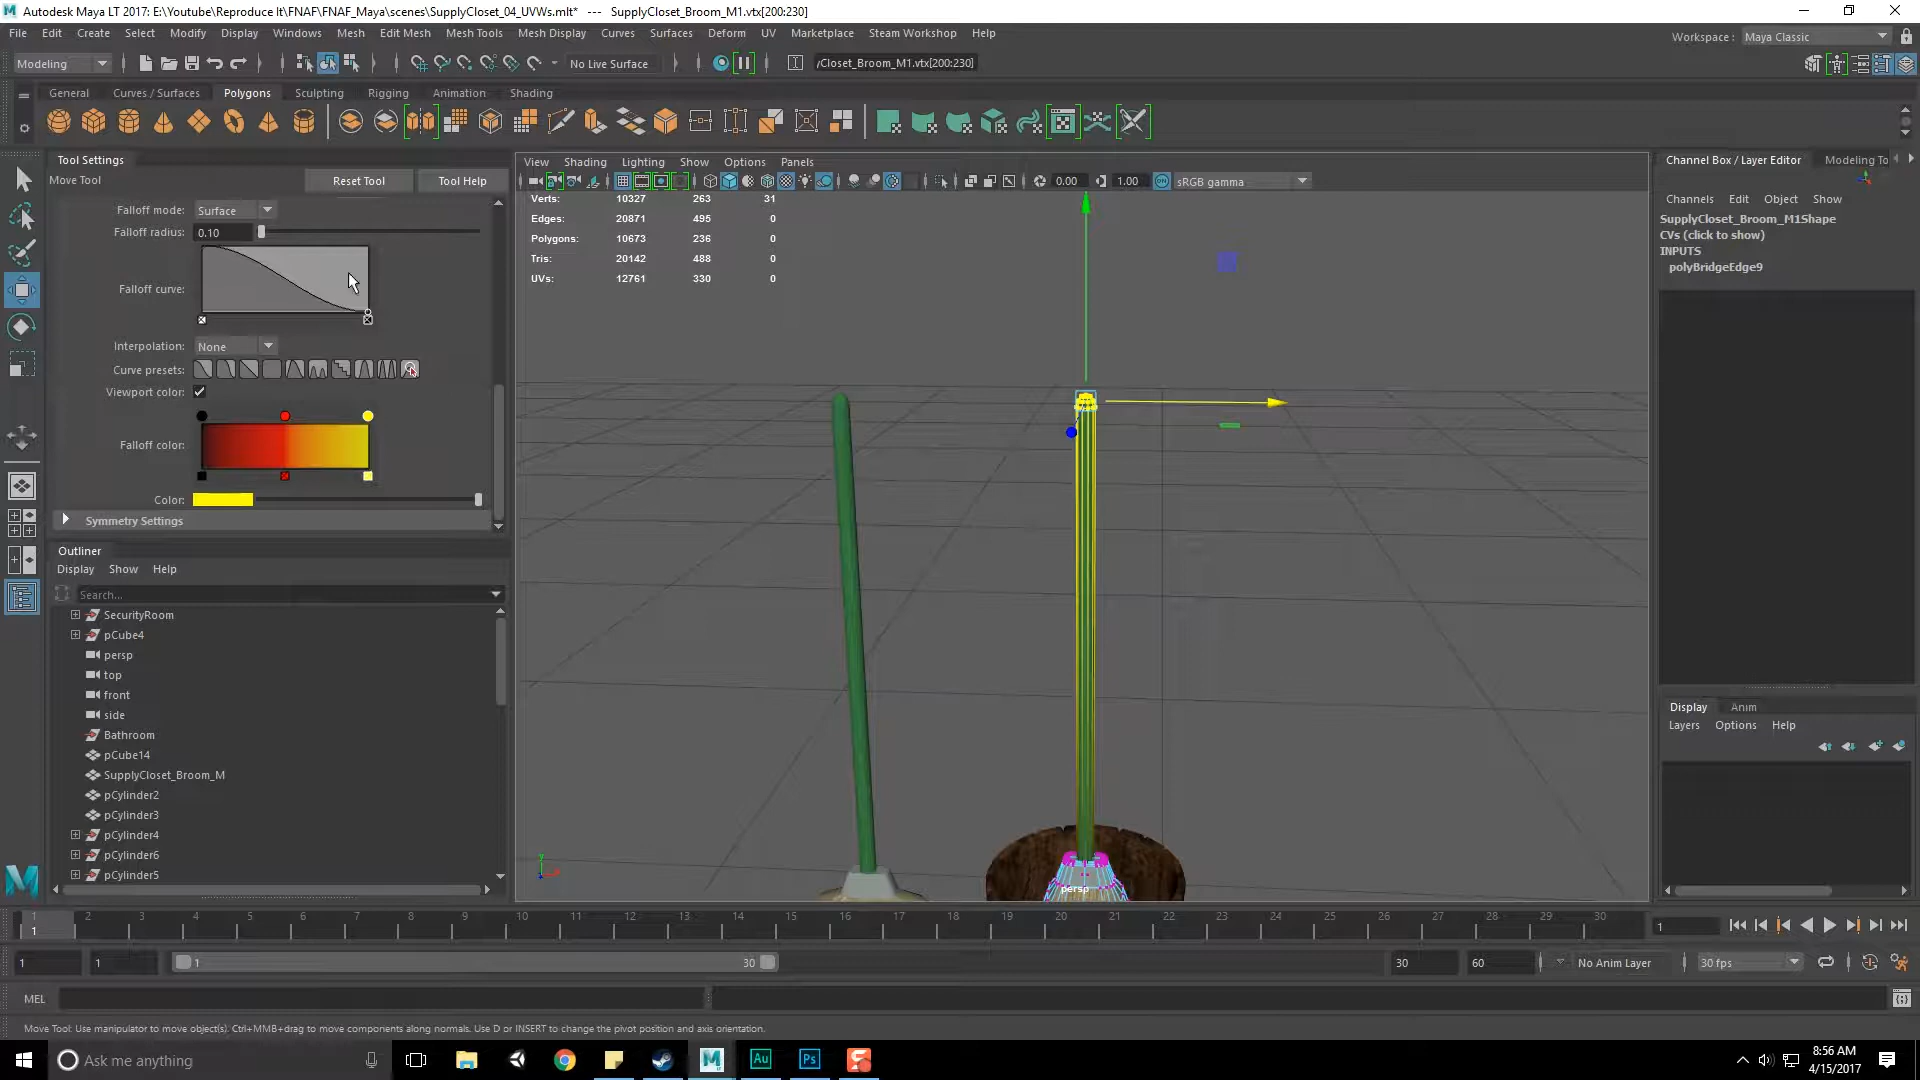 Autodesk Maya LT 2017: E:\Youtube\Reproduce It\FNAF\FNAF_Maya\scenes\SupplyCloset_04_UVWs.mlt* --- SupplyCloset_Broom_M1.vtx[200:230]
File Edit Create Select Modify Display Windows Mesh Edit Mesh Mesh Tools Mesh Display Curves Surfaces Deform UV Marketplace Steam Workshop Help
Workspace : Maya Classic
Modeling No Live Surface /Closet_Broom_M1.vtx[200:230]
General Curves / Surfaces Polygons Sculpting Rigging Animation Shading
Tool Settings
Move Tool Reset Tool Tool Help
Falloff mode: Surface
Falloff radius: 0.10
Falloff curve:
Interpolation: None
Curve presets:
Viewport color:
Falloff color:
Color:
Symmetry Settings
Outliner
Display Show Help
Search...
SecurityRoom
pCube4
persp
top
front
side
Bathroom
pCube14
SupplyCloset_Broom_M
pCylinder2
pCylinder3
pCylinder4
pCylinder6
pCylinder5
View Shading Lighting Show Options Panels
0.00 1.00 ON sRGB gamma
Verts: 10327 263 31
Edges: 20871 495 0
Polygons: 10673 236 0
Tris: 20142 488 0
UVs: 12761 330 0
persp
Channel Box / Layer Editor Modeling To
Channels Edit Object Show
SupplyCloset_Broom_M1Shape
CVs (click to show)
INPUTS
polyBridgeEdge9
Display Anim
Layers Options Help
1 2 3 4 5 6 7 8 9 10 11 12 13 14 15 16 17 18 19 20 21 22 23 24 25 26 27 28 29 30
1 1
1 1 1 30 30 60 No Anim Layer 30 fps
MEL
Move Tool: Use manipulator to move object(s). Ctrl+MMB+drag to move components along normals. Use D or INSERT to change the pivot position and axis orientation.
Ask me anything
Au Ps
8:56 AM
4/15/2017